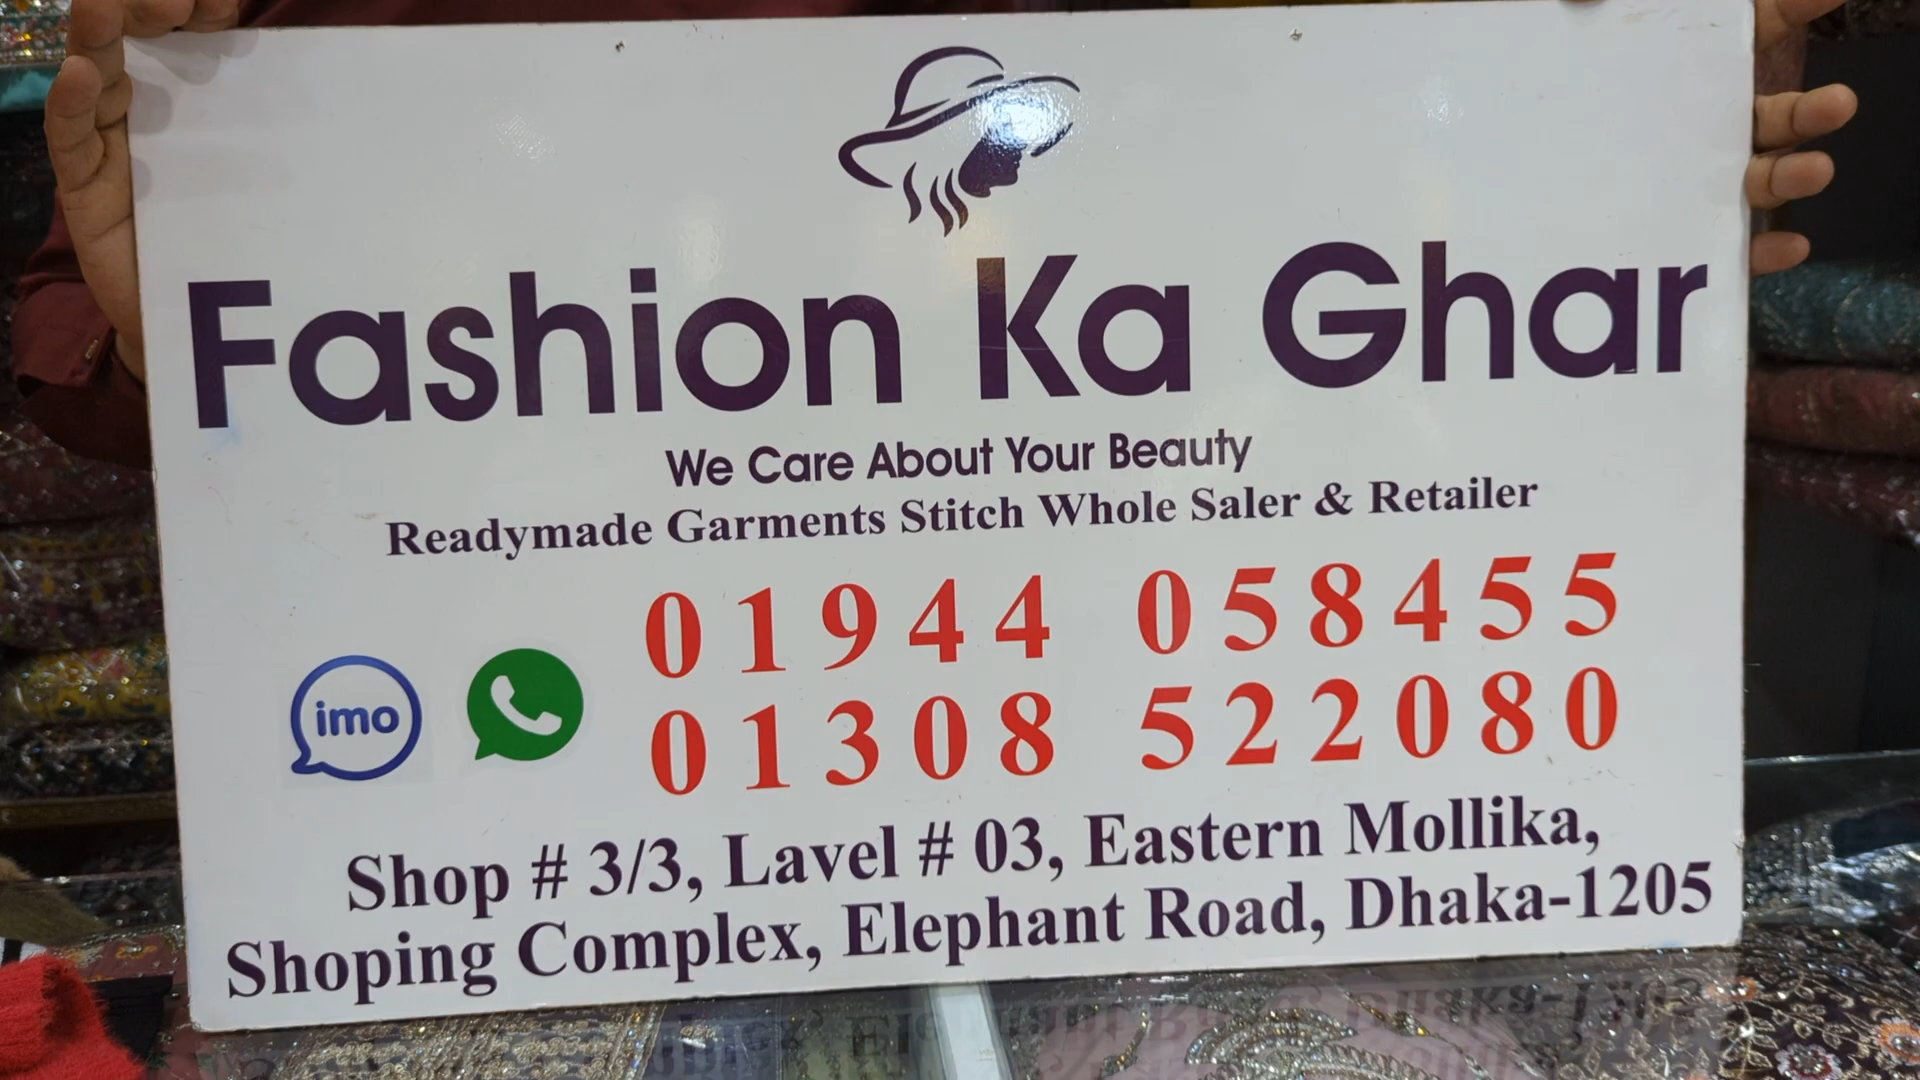 Fashion Ka Ghar
We Care About Your Beauty
Readymade Garments Stitch Whole Saler & Retailer
01944 058455
imo
01308 522080
Shop # 3/3, Lavel # 03, Eastern Mollika,
Shoping Complex, Elephant Road, Dhaka-1205